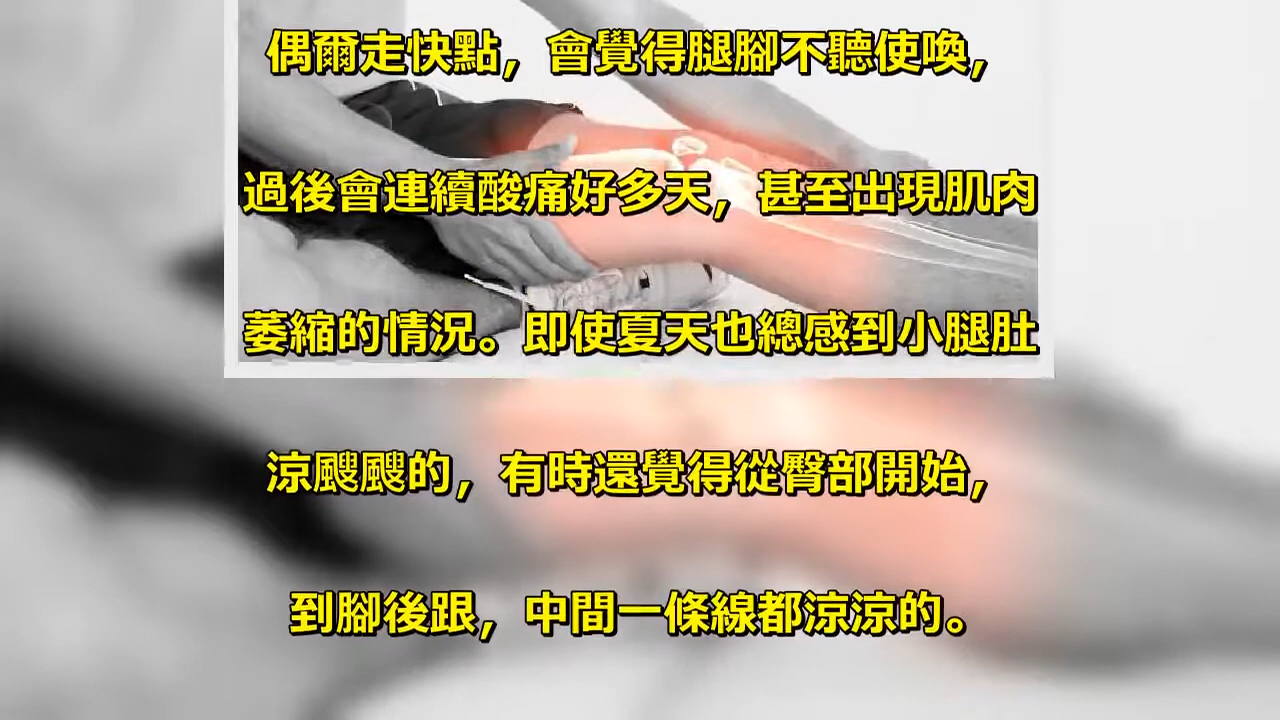 偶爾走快點，會覺得腿腳不聽使喚，
過後會連續酸痛好多天，甚至出現肌肉
萎縮的情況。即使夏天也總感到小腿肚
涼颼颼的，有時還覺得從臀部開始，
到腳後跟，中間一條線都涼涼的。